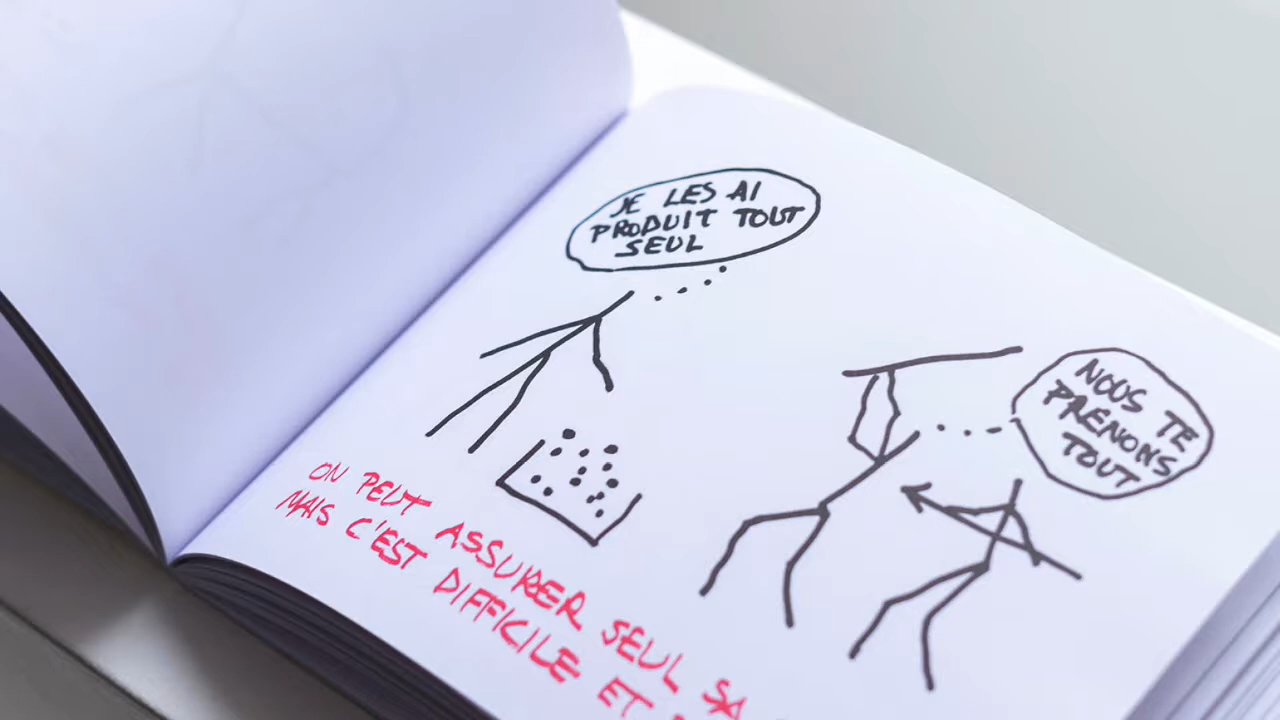 JE LES AI
PRODUIT TOUT
SEUL
NOUS TE
PRENONS
TOUT
ON PEUT ASSURER SEUL SA
MAIS C'EST DIFFICILE ET